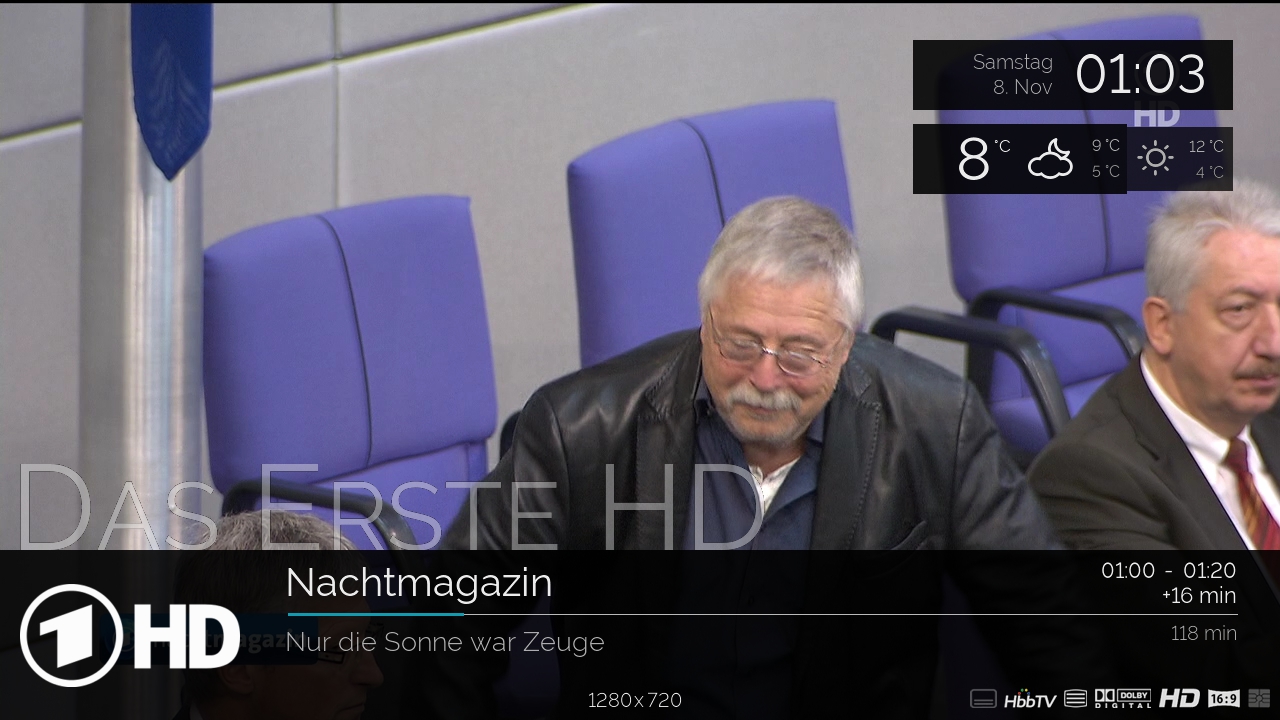 Samstag
8. Nov
01:03
HD
8 °C
9 °C
5 °C
12 °C
4 °C
DAS ERSTE HD
Nachtmagazin
01:00 - 01:20
+16 min
1 HD
Nur die Sonne war Zeuge
118 min
1280x720
HbbTV
DOLBY
DIGITAL
HD
16:9